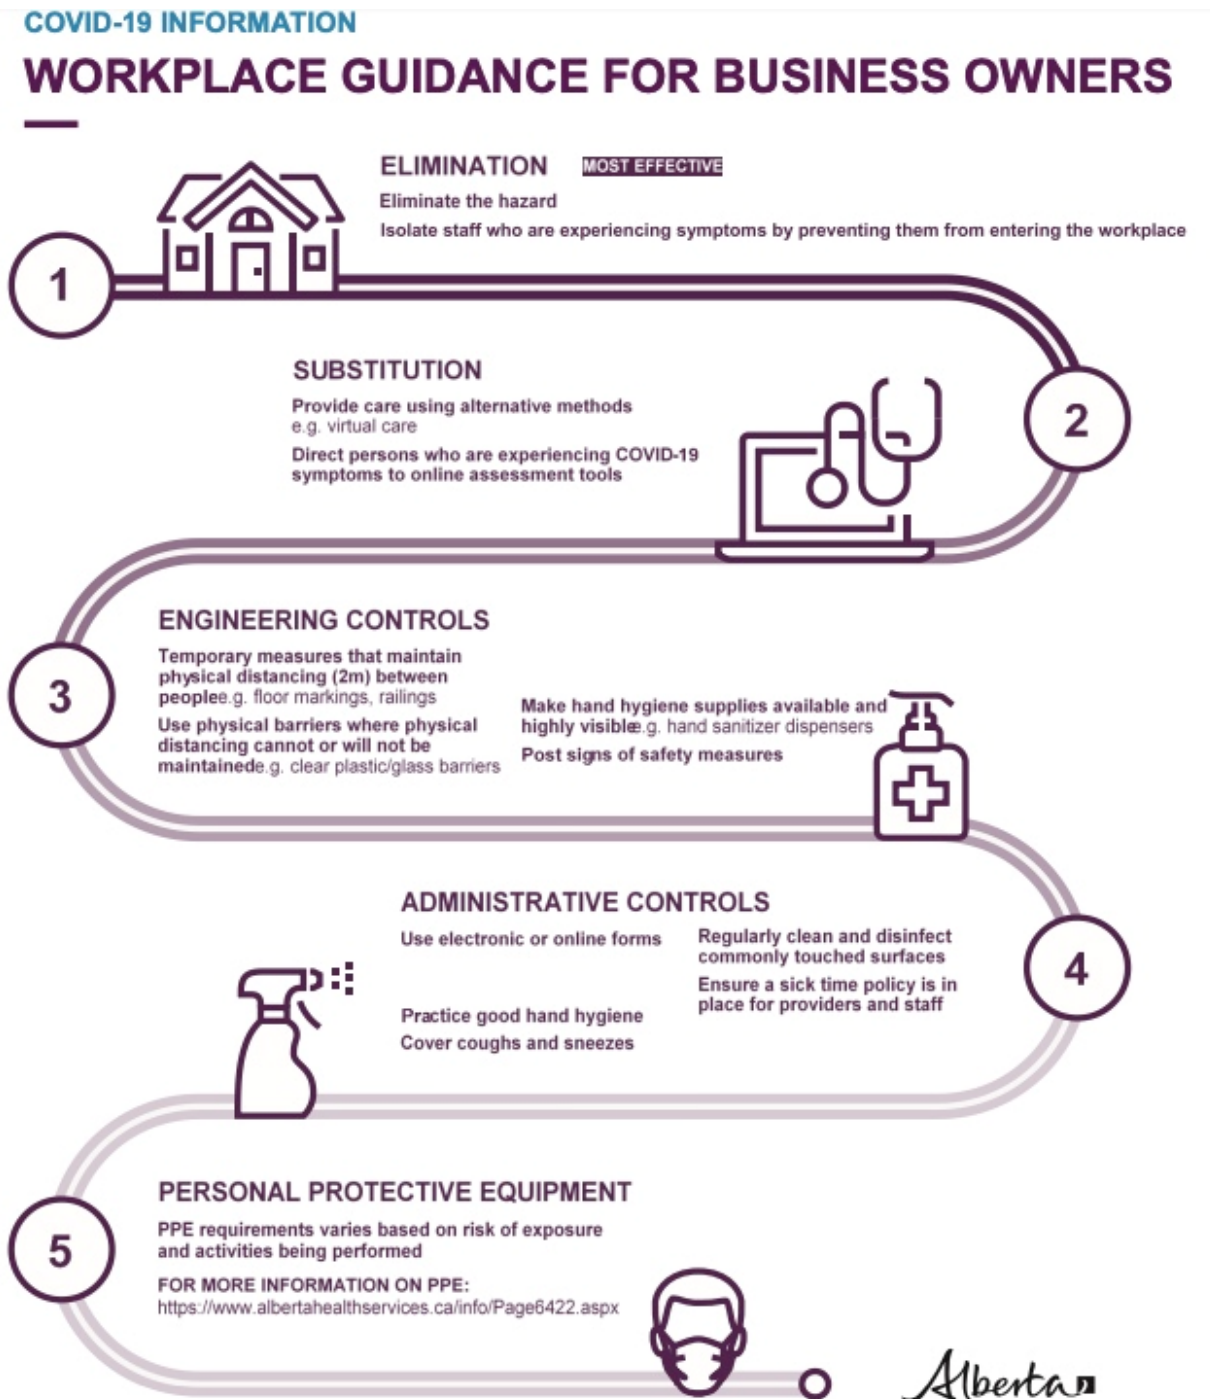 COVID-19 INFORMATION
WORKPLACE GUIDANCE FOR BUSINESS OWNERS
ELIMINATION MOST EFFECTIVE
Eliminate the hazard
Isolate staff who are experiencing symptoms by preventing them from entering the workplace
1
SUBSTITUTION
Provide care using alternative methods
e.g. virtual care
Direct persons who are experiencing COVID-19
symptoms to online assessment tools
2
ENGINEERING CONTROLS
Temporary measures that maintain
physical distancing (2m) between
peoplee.g. floor markings, railings
Use physical barriers where physical
distancing cannot or will not be
maintainede.g. clear plastic/glass barriers
Make hand hygiene supplies available and
highly visiblee.g. hand sanitizer dispensers
Post signs of safety measures
3
ADMINISTRATIVE CONTROLS
Use electronic or online forms
Practice good hand hygiene
Cover coughs and sneezes
Regularly clean and disinfect
commonly touched surfaces
Ensure a sick time policy is in
place for providers and staff
4
PERSONAL PROTECTIVE EQUIPMENT
PPE requirements varies based on risk of exposure
and activities being performed
FOR MORE INFORMATION ON PPE:
https://www.albertahealthservices.ca/info/Page6422.aspx
5
Alberta